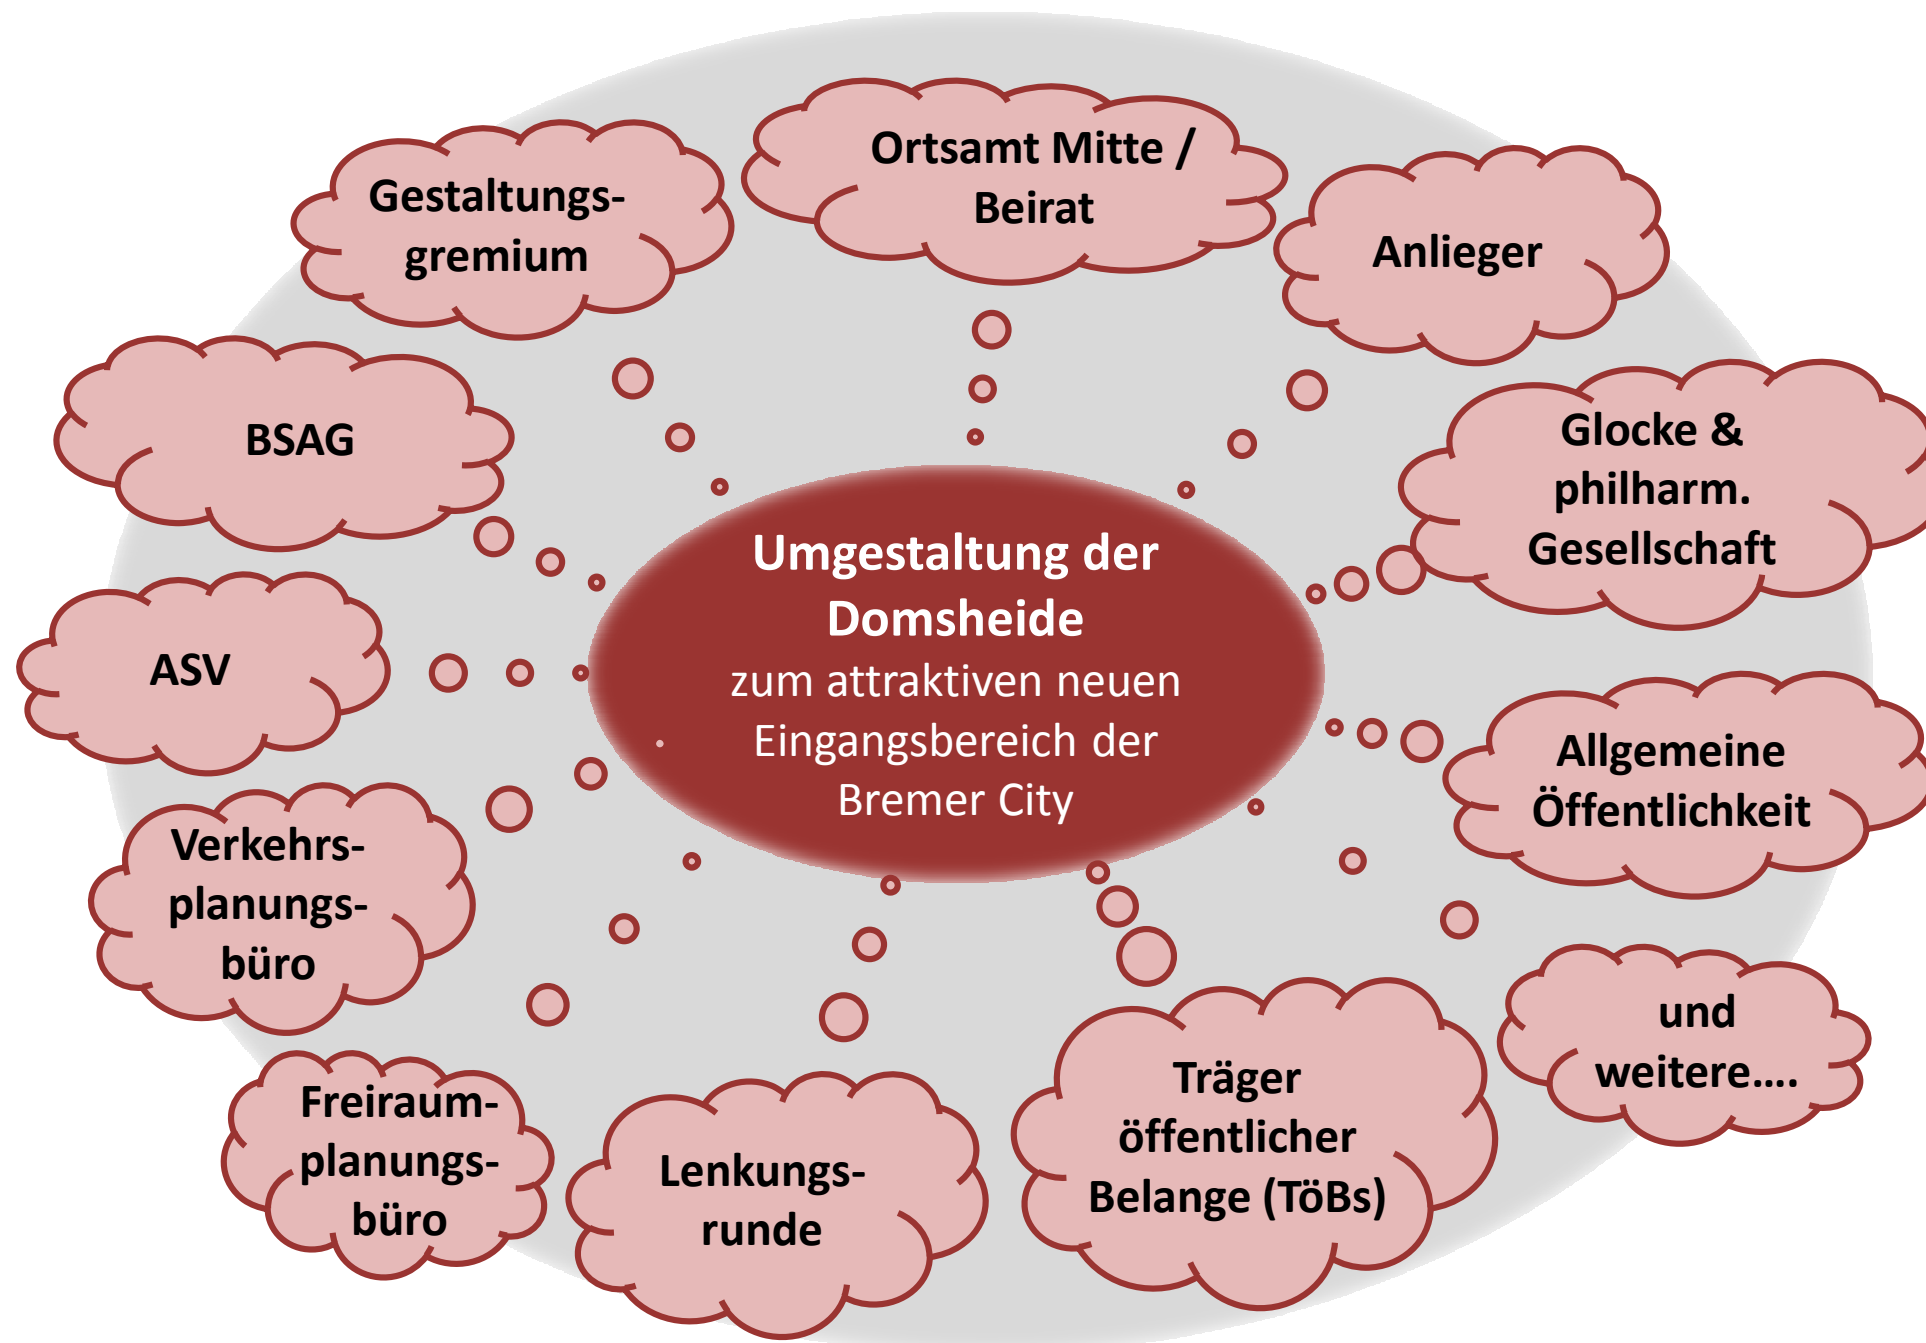 Ortsamt Mitte /
Beirat
Gestaltungs-
gremium
Anlieger
BSAG
Glocke &
philharm.
Gesellschaft
Umgestaltung der
Domsheide
zum attraktiven neuen
Eingangsbereich der
Bremer City
ASV
Allgemeine
Öffentlichkeit
Verkehrs-
planungs-
büro
und
weitere....
Freiraum-
planungs-
büro
Lenkungs-
runde
Träger
öffentlicher
Belange (TöBs)